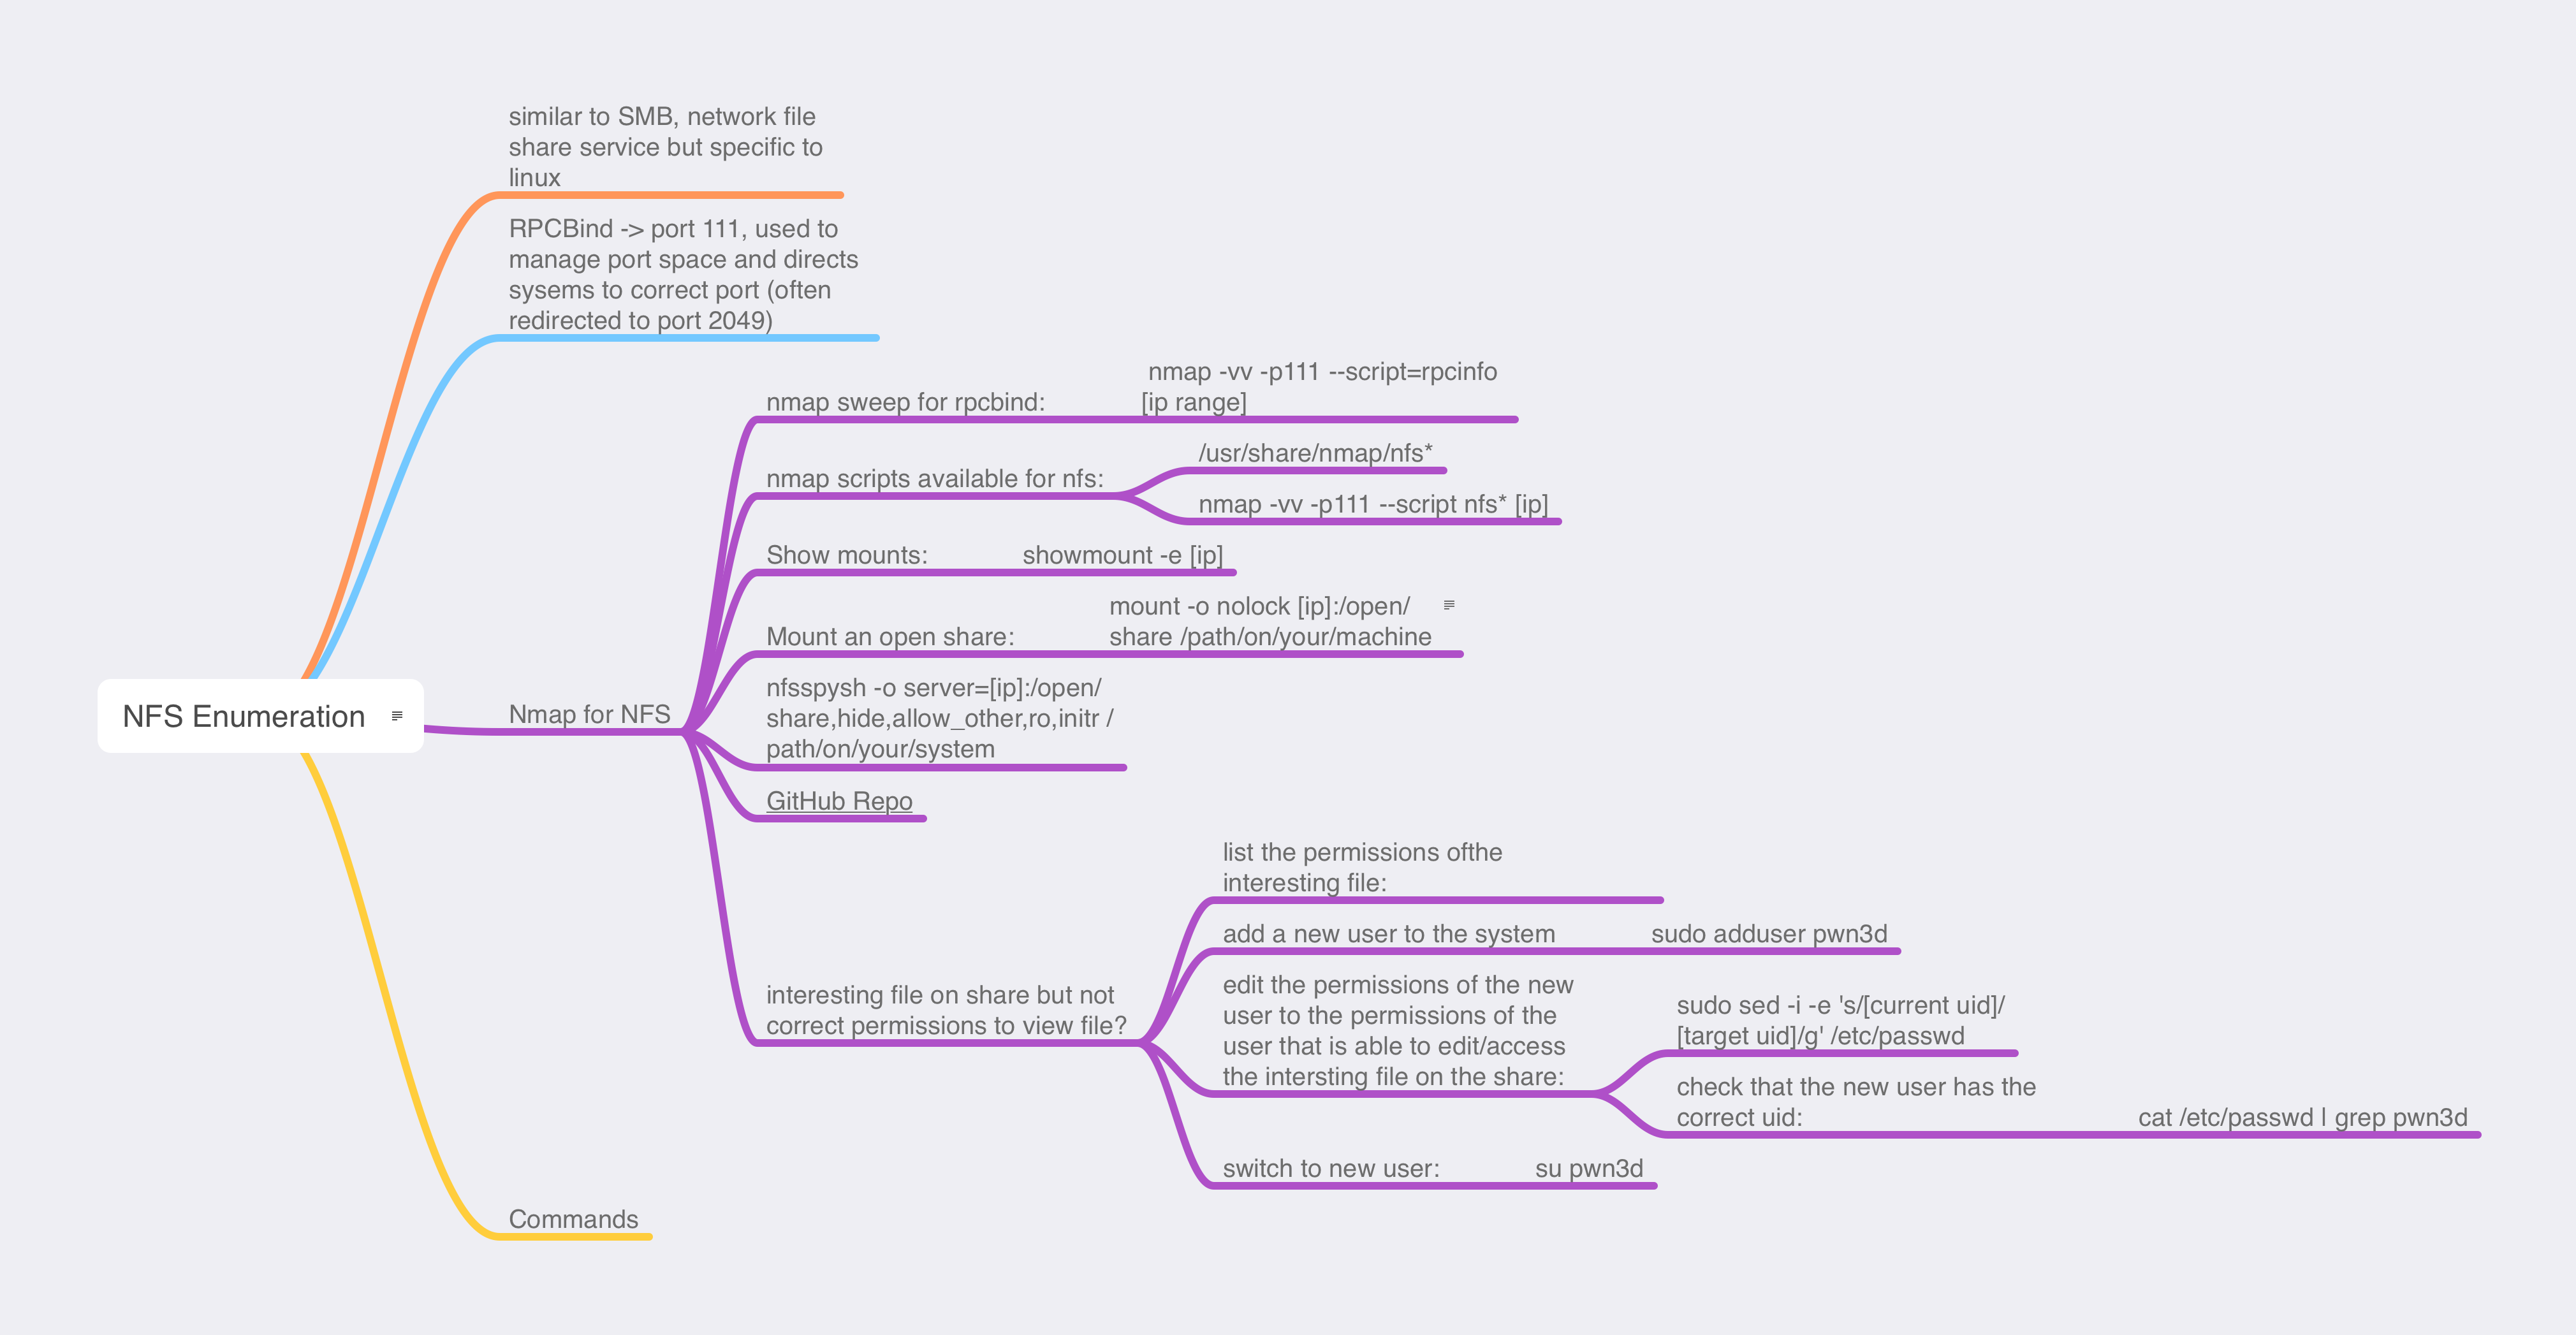 similar to SMB, network file
share service but specific to
linux
RPCBind -> port 111, used to
manage port space and directs
sysems to correct port (often
redirected to port 2049)
nmap sweep for rpcbind:
nmap -vv -p111 --script=rpcinfo
[ip range]
nmap scripts available for nfs:
/usr/share/nmap/nfs*
nmap -vv -p111 --script nfs* [ip]
Show mounts:
showmount -e [ip]
Mount an open share:
mount -o nolock [ip]:/open/
share /path/on/your/machine
NFS Enumeration
Nmap for NFS
nfsspysh -o server=[ip]:/open/
share,hide,allow_other,ro,initr /
path/on/your/system
GitHub Repo
interesting file on share but not
correct permissions to view file?
list the permissions ofthe
interesting file:
add a new user to the system
sudo adduser pwn3d
edit the permissions of the new
user to the permissions of the
user that is able to edit/access
the intersting file on the share:
sudo sed -i -e 's/[current uid]/
[target uid]/g' /etc/passwd
check that the new user has the
correct uid:
cat /etc/passwd | grep pwn3d
switch to new user:
su pwn3d
Commands